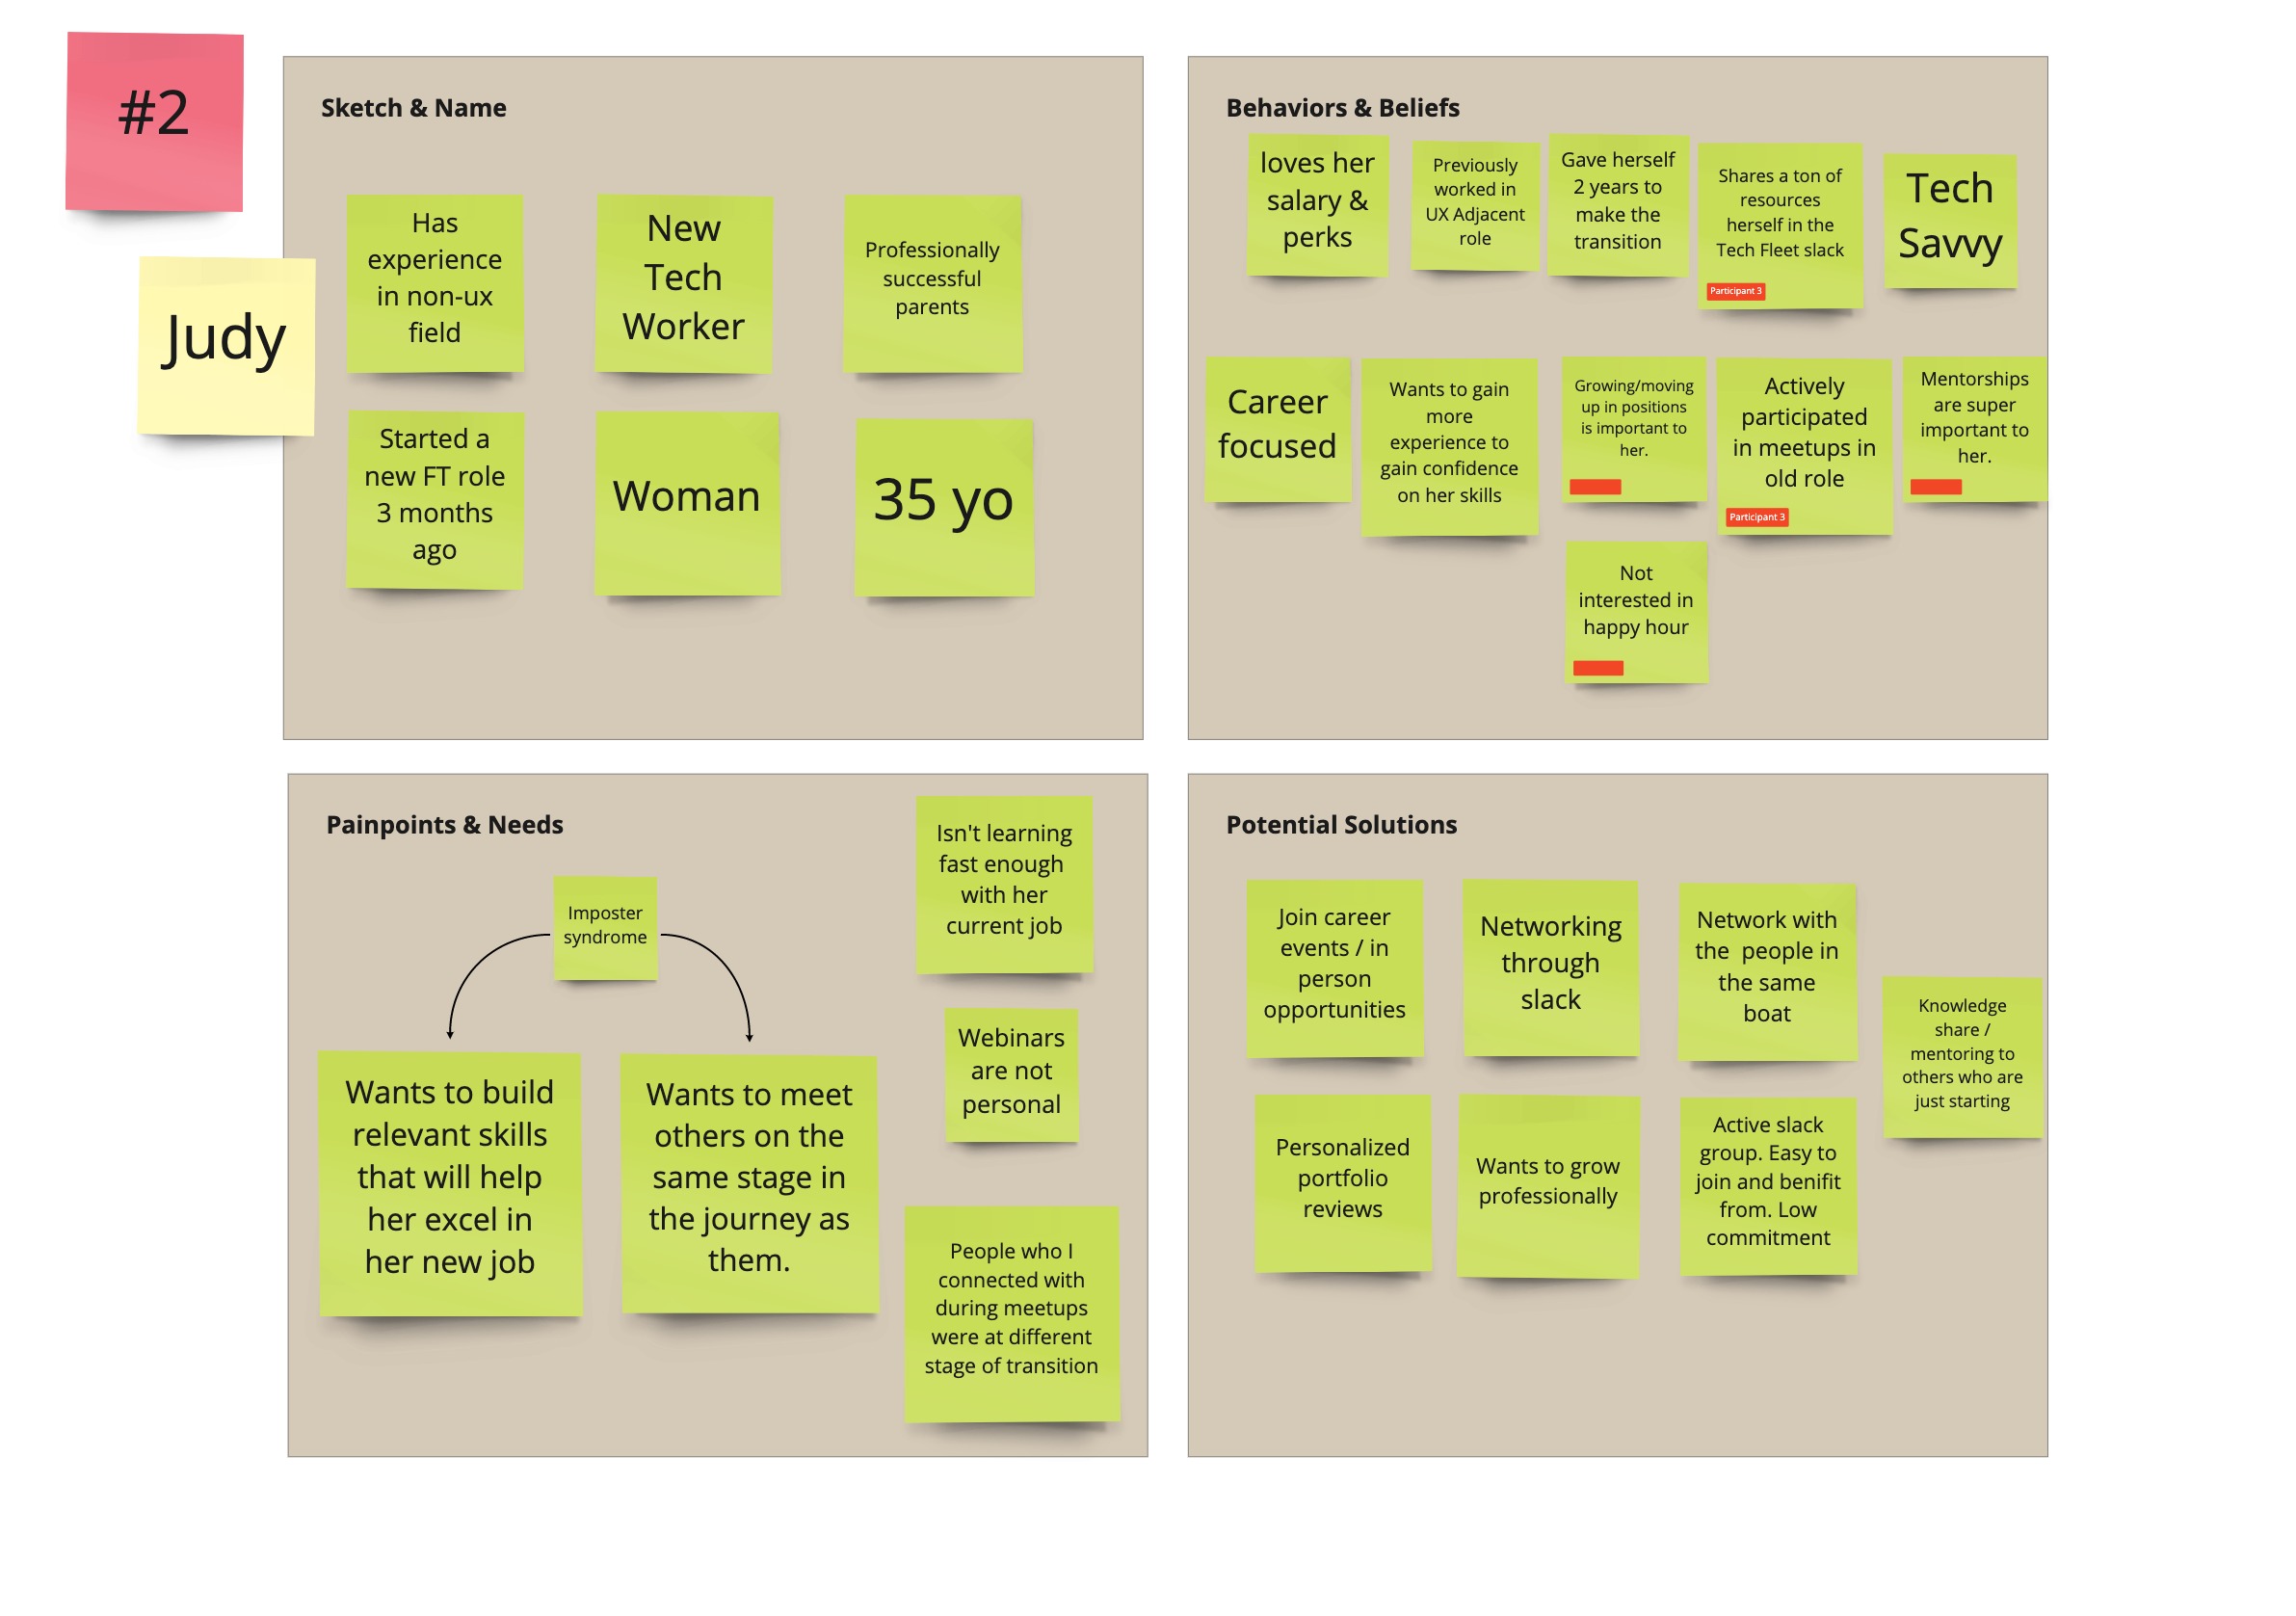 #2
Judy
Sketch & Name
Has
experience
in non-ux
field
New
Tech
Worker
Professionally
successful
parents
Started a
new FT role
3 months
ago
Woman
35 yo
Behaviors & Beliefs
loves her
salary &
perks
Previously
worked in
UX Adjacent
role
Gave herself
2 years to
make the
transition
Shares a ton of
resources
herself in the
Tech Fleet slack
Participant 3
Tech
Savvy
Career
focused
Wants to gain
more
experience to
gain confidence
on her skills
Growing/moving
up in positions
is important to
her.
Actively
participated
in meetups in
old role
Participant 3
Mentorships
are super
important to
her.
Not
interested in
happy hour
Painpoints & Needs
Imposter
syndrome
Wants to build
relevant skills
that will help
her excel in
her new job
Wants to meet
others on the
same stage in
the journey as
them.
Isn't learning
fast enough
with her
current job
Webinars
are not
personal
People who I
connected with
during meetups
were at different
stage of transition
Potential Solutions
Join career
events / in
person
opportunities
Networking
through
slack
Network with
the  people in
the same
boat
Knowledge
share /
mentoring to
others who are
just starting
Personalized
portfolio
reviews
Wants to grow
professionally
Active slack
group. Easy to
join and benifit
from. Low
commitment